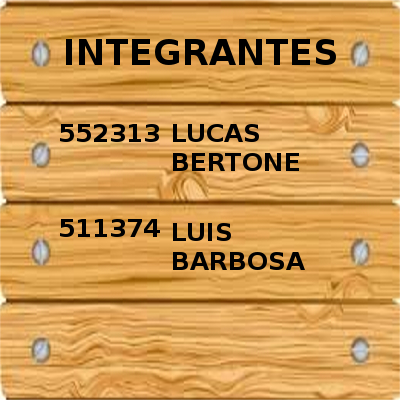 INTEGRANTES
552313 LUCAS
BERTONE
511374 LUIS
BARBOSA